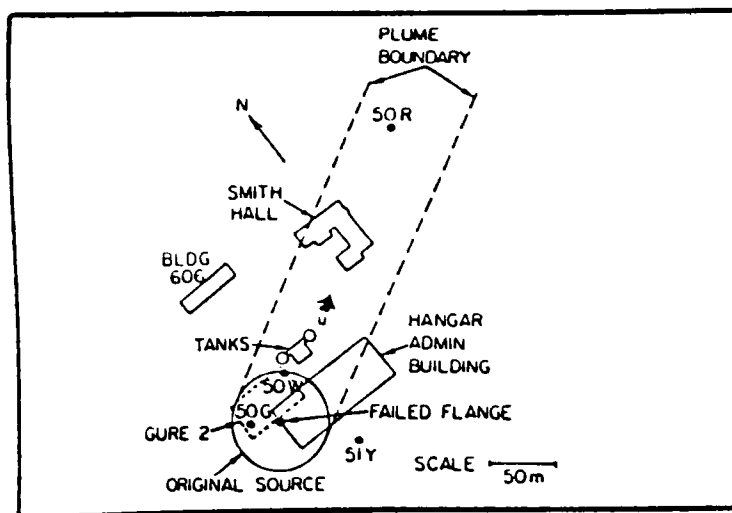 PLUME
BOUNDARY
N
50R
SMITH
HALL
BLDG
606
TANKS
u
HANGAR
ADMIN
BUILDING
50W
50G
FAILED FLANGE
GURE 2
51Y
SCALE
50m
ORIGINAL SOURCE